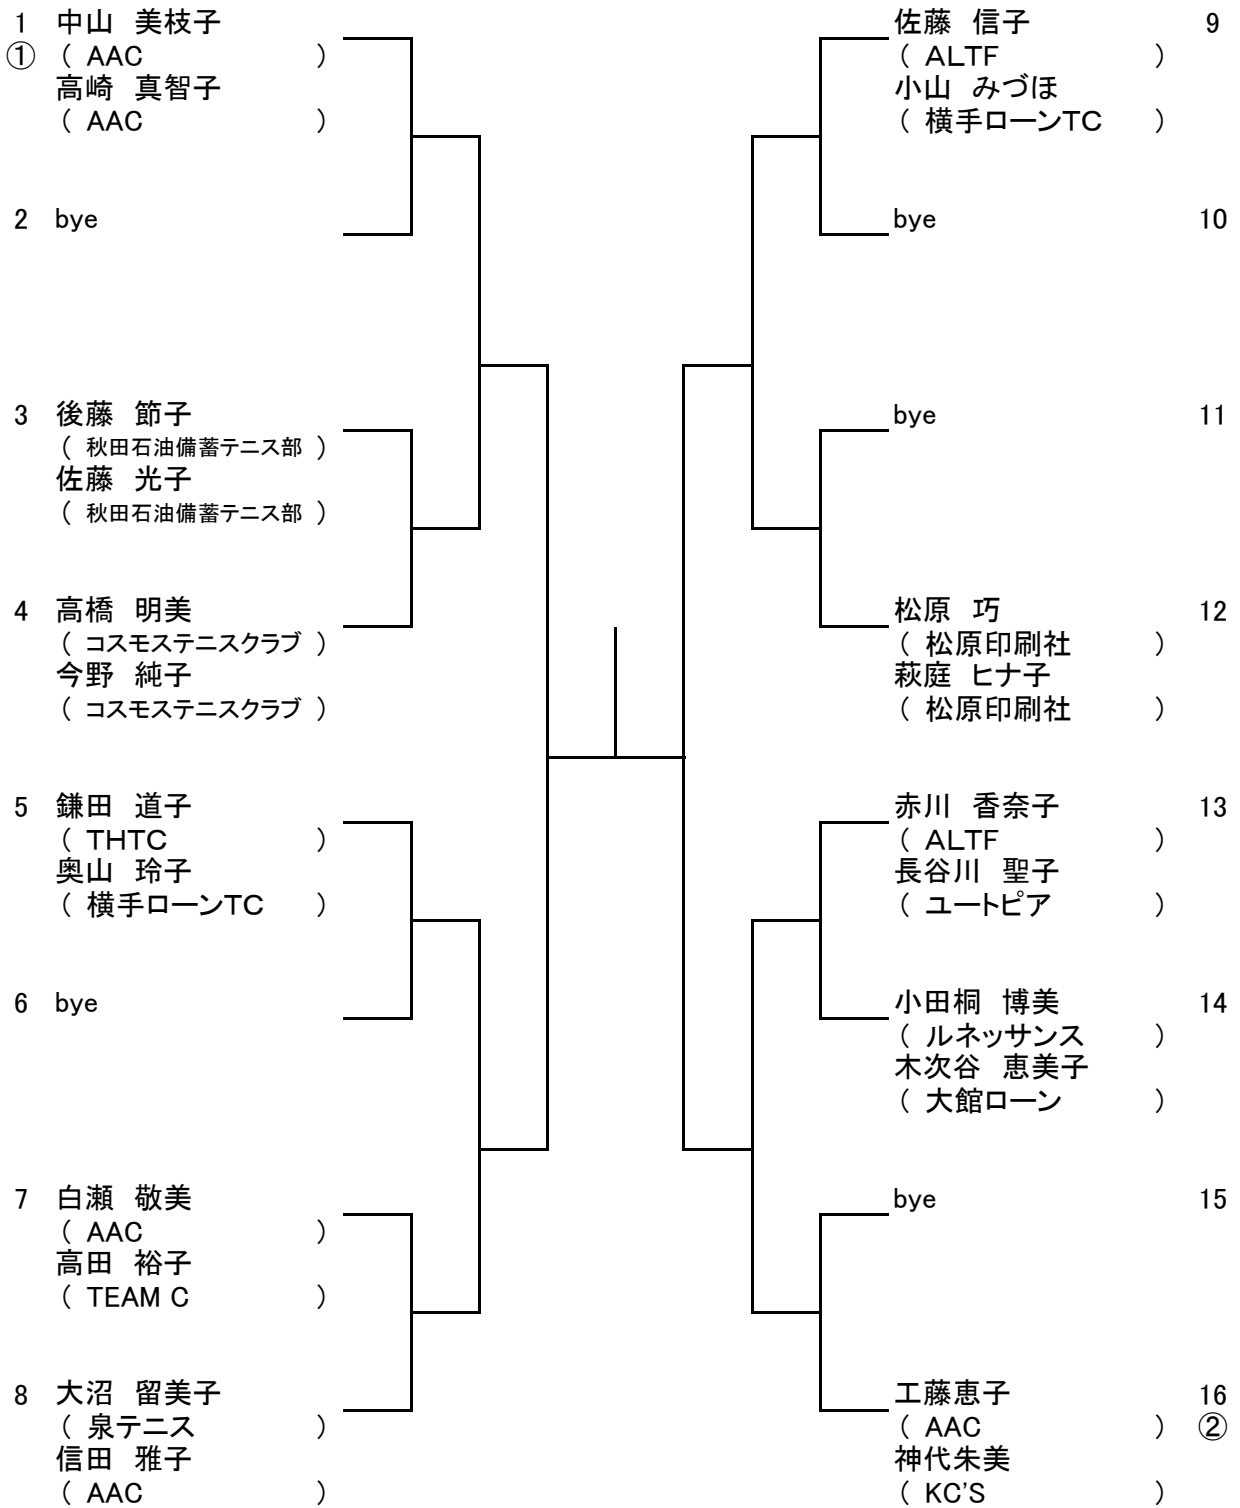 1 中山　美枝子
① （ AAC ）
高崎　真智子
（ AAC ）
2 bye
3 後藤　節子
（ 秋田石油備蓄テニス部 ）
佐藤　光子
（ 秋田石油備蓄テニス部 ）
4 高橋　明美
（ コスモステニスクラブ ）
今野　純子
（ コスモステニスクラブ ）
5 鎌田　道子
（ THTC ）
奥山　玲子
（ 横手ローンTC ）
6 bye
7 白瀬　敬美
（ AAC ）
高田　裕子
（ TEAM C ）
8 大沼　留美子
（ 泉テニス ）
信田　雅子
（ AAC ）
佐藤　信子 9
（ ALTF ）
小山　みづほ
（ 横手ローンTC ）
bye 10
bye 11
松原　巧 12
（ 松原印刷社 ）
萩庭　ヒナ子
（ 松原印刷社 ）
赤川　香奈子 13
（ ALTF ）
長谷川　聖子
（ ユートピア ）
小田桐　博美 14
（ ルネッサンス ）
木次谷　恵美子
（ 大館ローン ）
bye 15
工藤恵子 16
（ AAC ） ②
神代朱美
（ KC'S ）